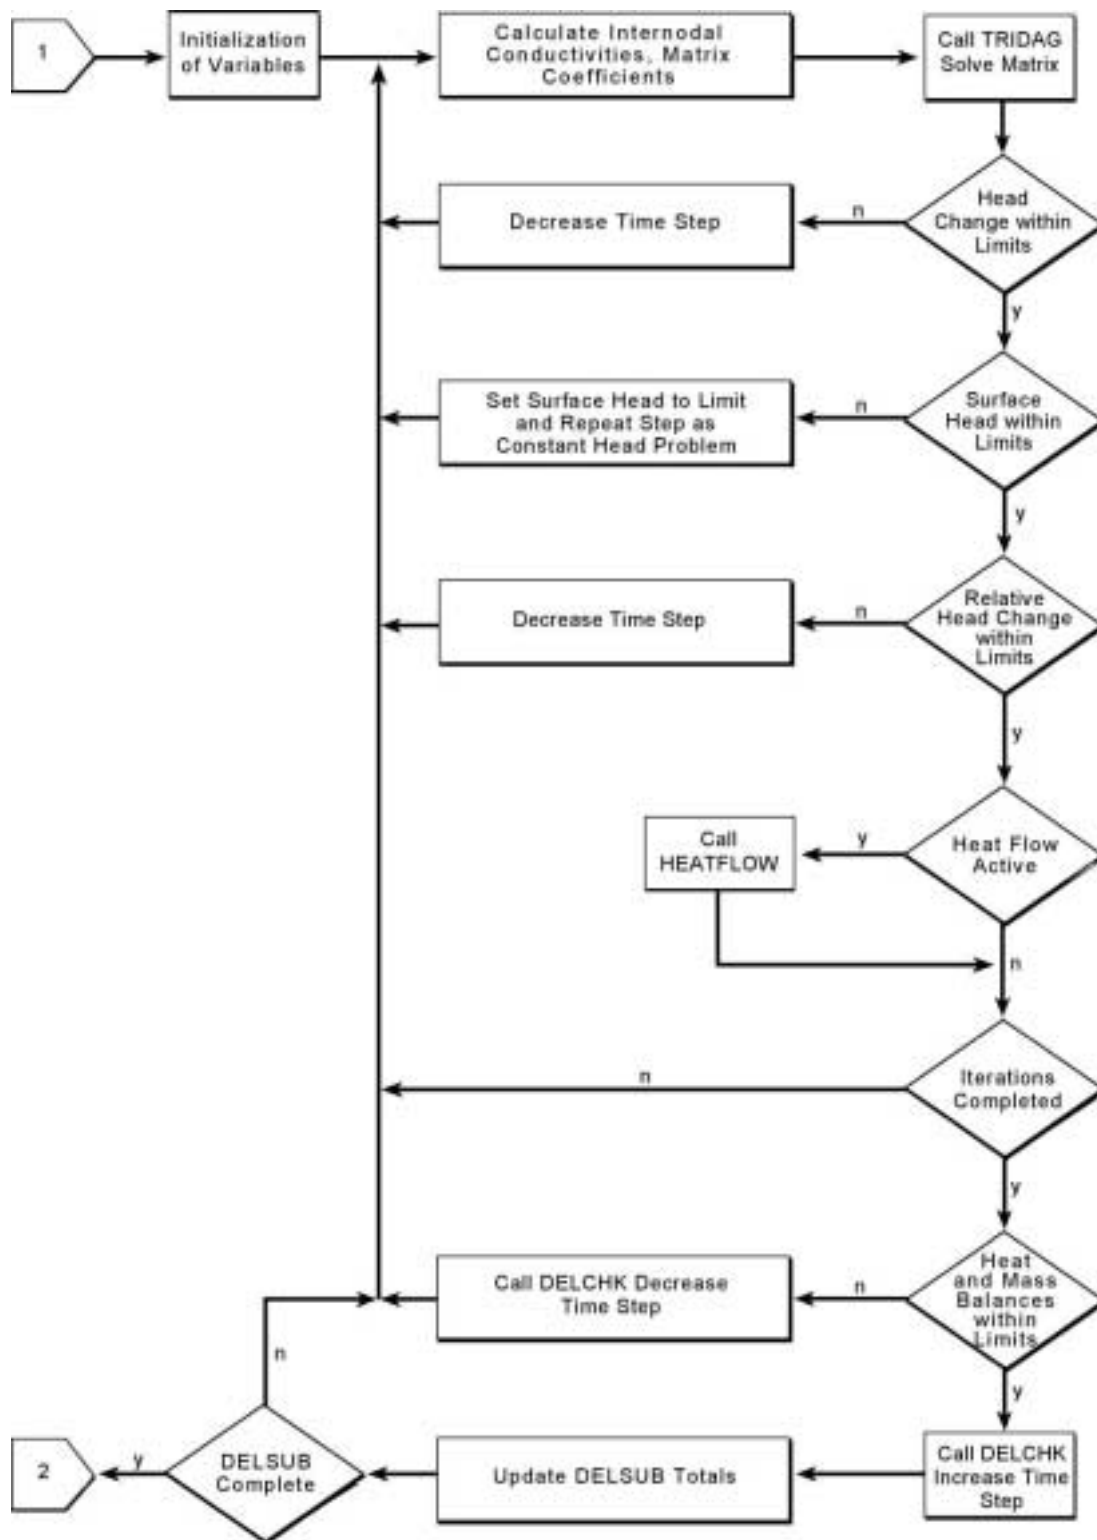 1
Initialization
of Variables
Calculate Internodal
Conductivities, Matrix
Coefficients
Call TRIDAG
Solve Matrix
Head
Change within
Limits
n
Decrease Time Step
y
Surface
Head within
Limits
n
Set Surface Head to Limit
and Repeat Step as
Constant Head Problem
y
Relative
Head Change
within
Limits
n
Decrease Time Step
y
Heat Flow
Active
y
Call
HEATFLOW
n
Iterations
Completed
n
y
Heat
and Mass
Balances
within
Limits
n
Call DELCHK Decrease
Time Step
y
Call DELCHK
Increase Time
Step
Update DELSUB Totals
DELSUB
Complete
n
y
2